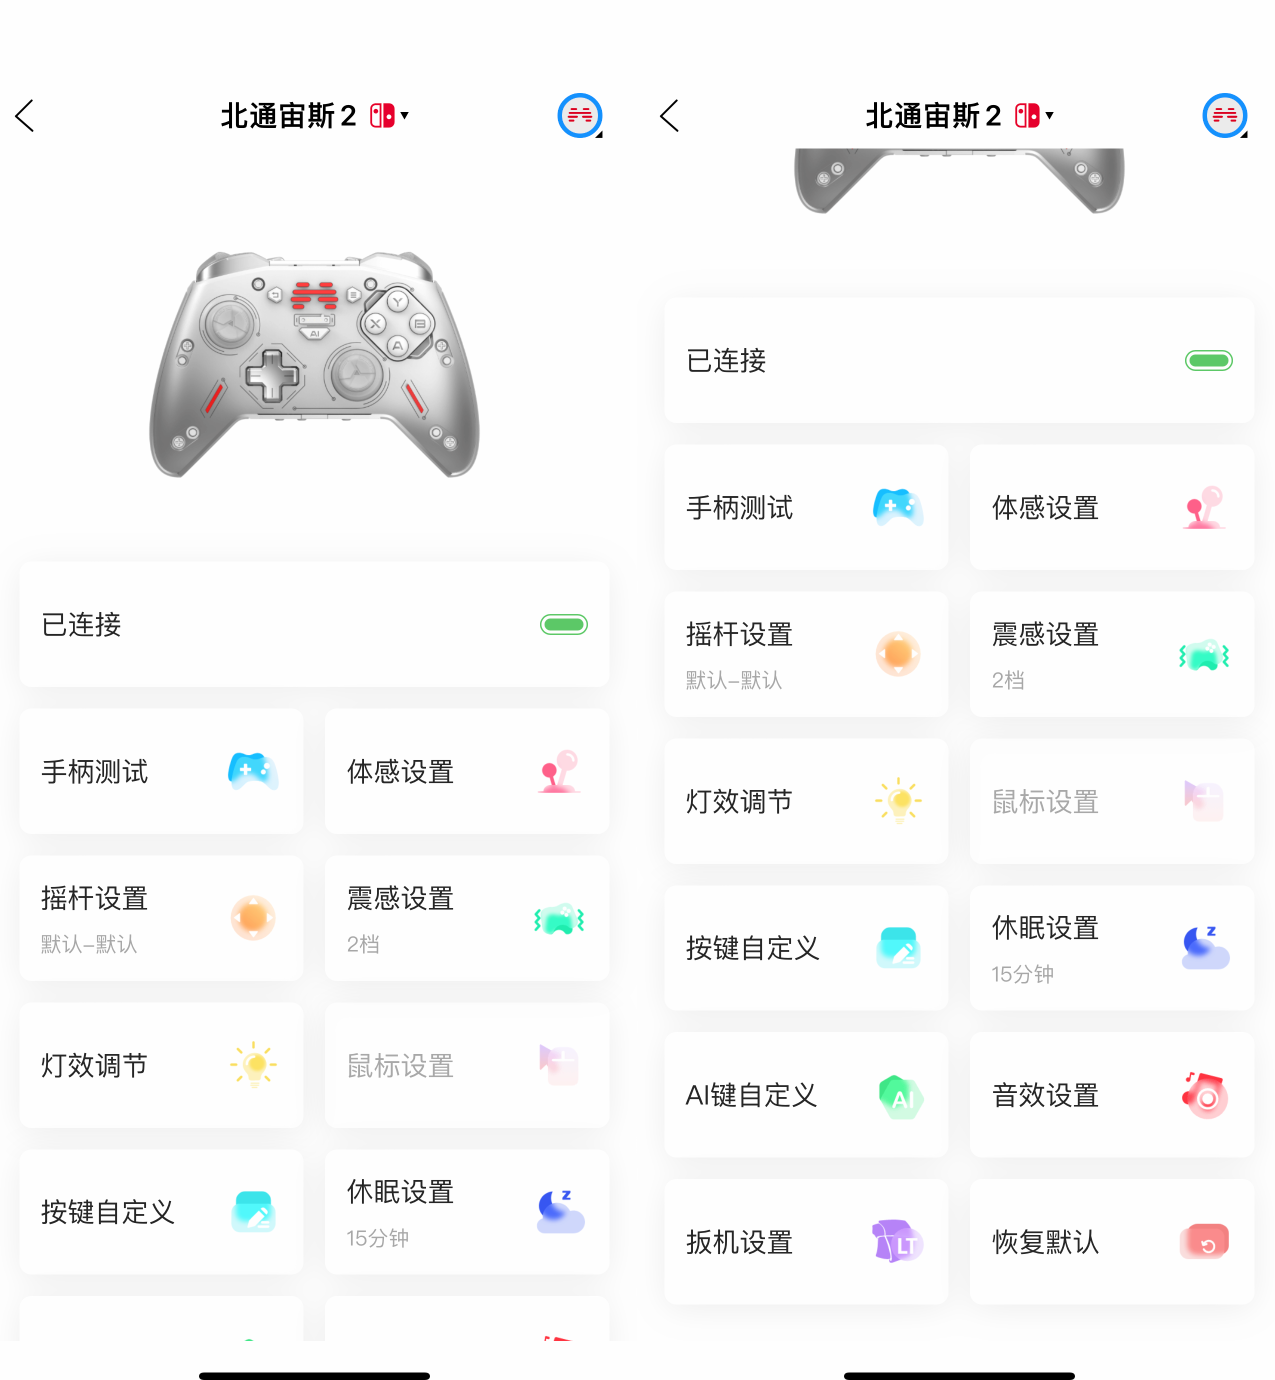 北通宙斯2
Y
X
B
A
AI
已连接
手柄测试
体感设置
摇杆设置
默认-默认
震感设置
2档
灯效调节
鼠标设置
按键自定义
休眠设置
z
15分钟
北通宙斯2
已连接
手柄测试
体感设置
摇杆设置
默认-默认
震感设置
2档
灯效调节
鼠标设置
按键自定义
休眠设置
z
15分钟
AI键自定义
AI
音效设置
扳机设置
LT
恢复默认